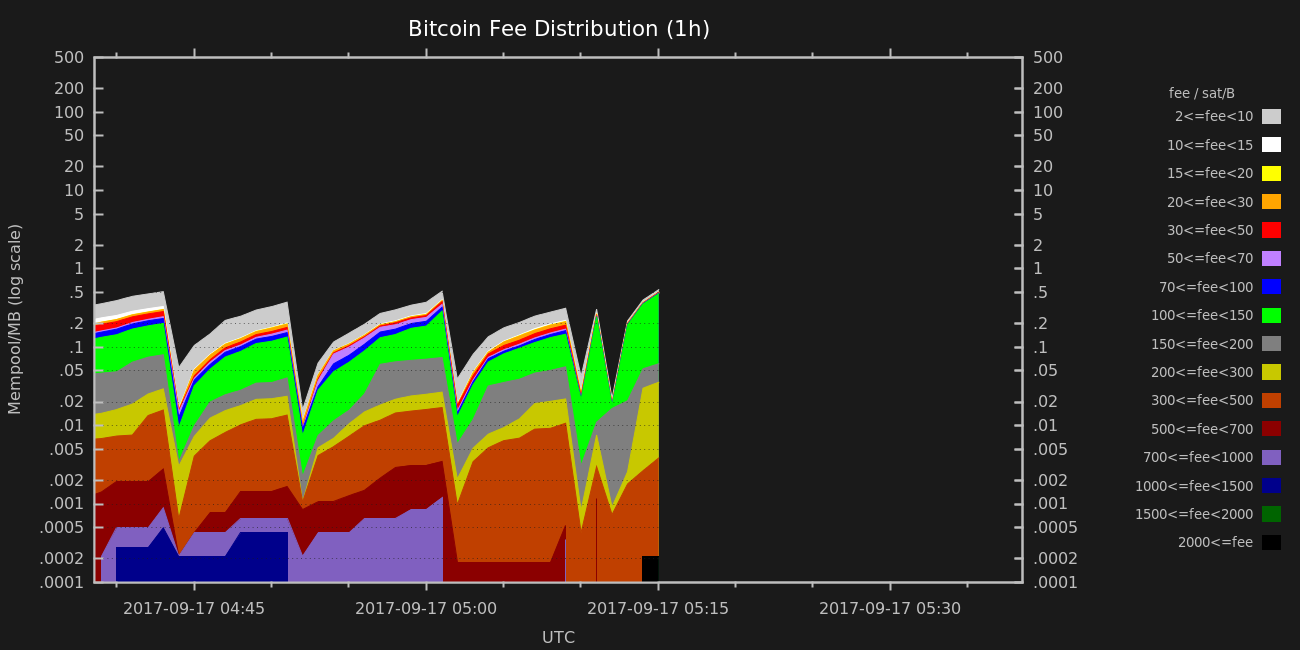 Bitcoin Fee Distribution (1h)
500 500
200 200
100 100
50 50
20 20
10 10
5 5
2 2
1 1
.5 .5
.2 .2
.1 .1
.05 .05
.02 .02
.01 .01
.005 .005
.002 .002
.001 .001
.0005 .0005
.0002 .0002
.0001 .0001
Mempool/MB (log scale)
2017-09-17 04:45 2017-09-17 05:00 2017-09-17 05:15 2017-09-17 05:30
UTC
fee / sat/B
2<=fee<10
10<=fee<15
15<=fee<20
20<=fee<30
30<=fee<50
50<=fee<70
70<=fee<100
100<=fee<150
150<=fee<200
200<=fee<300
300<=fee<500
500<=fee<700
700<=fee<1000
1000<=fee<1500
1500<=fee<2000
2000<=fee